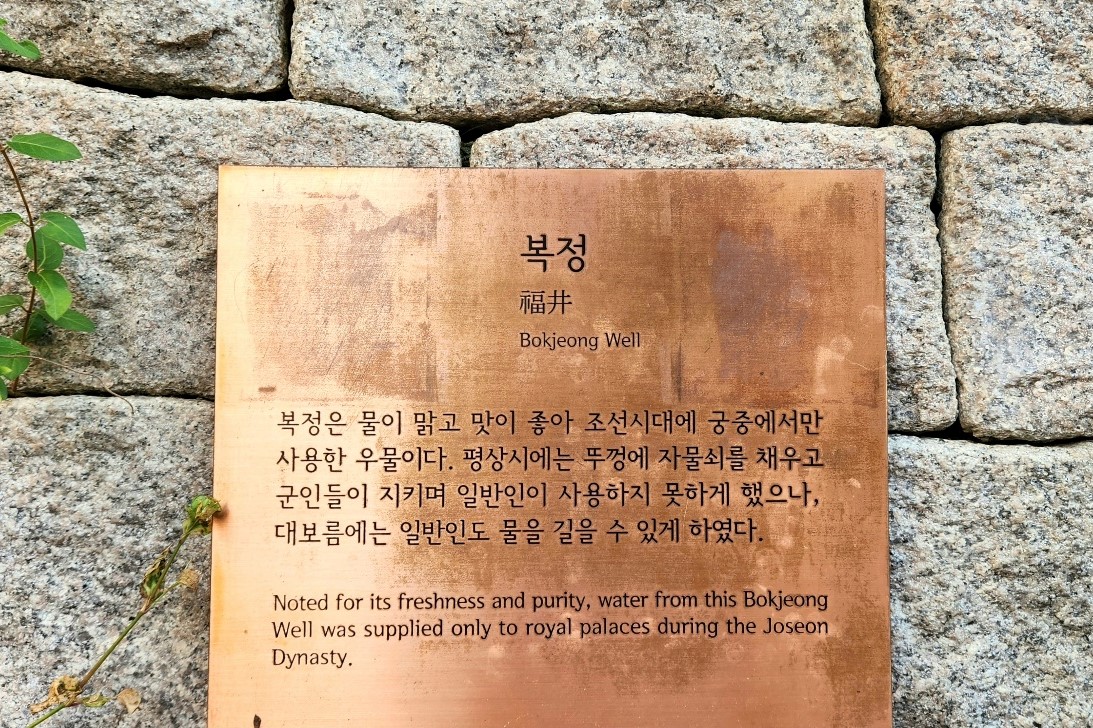 복정
福井
Bokjeong Well
복정은 물이 맑고 맛이 좋아 조선시대에 궁중에서만
사용한 우물이다. 평상시에는 뚜껑에 자물쇠를 채우고
군인들이 지키며 일반인이 사용하지 못하게 했으나,
대보름에는 일반인도 물을 길을 수 있게 하였다.
Noted for its freshness and purity, water from this Bokjeong
Well was supplied only to royal palaces during the Joseon
Dynasty.